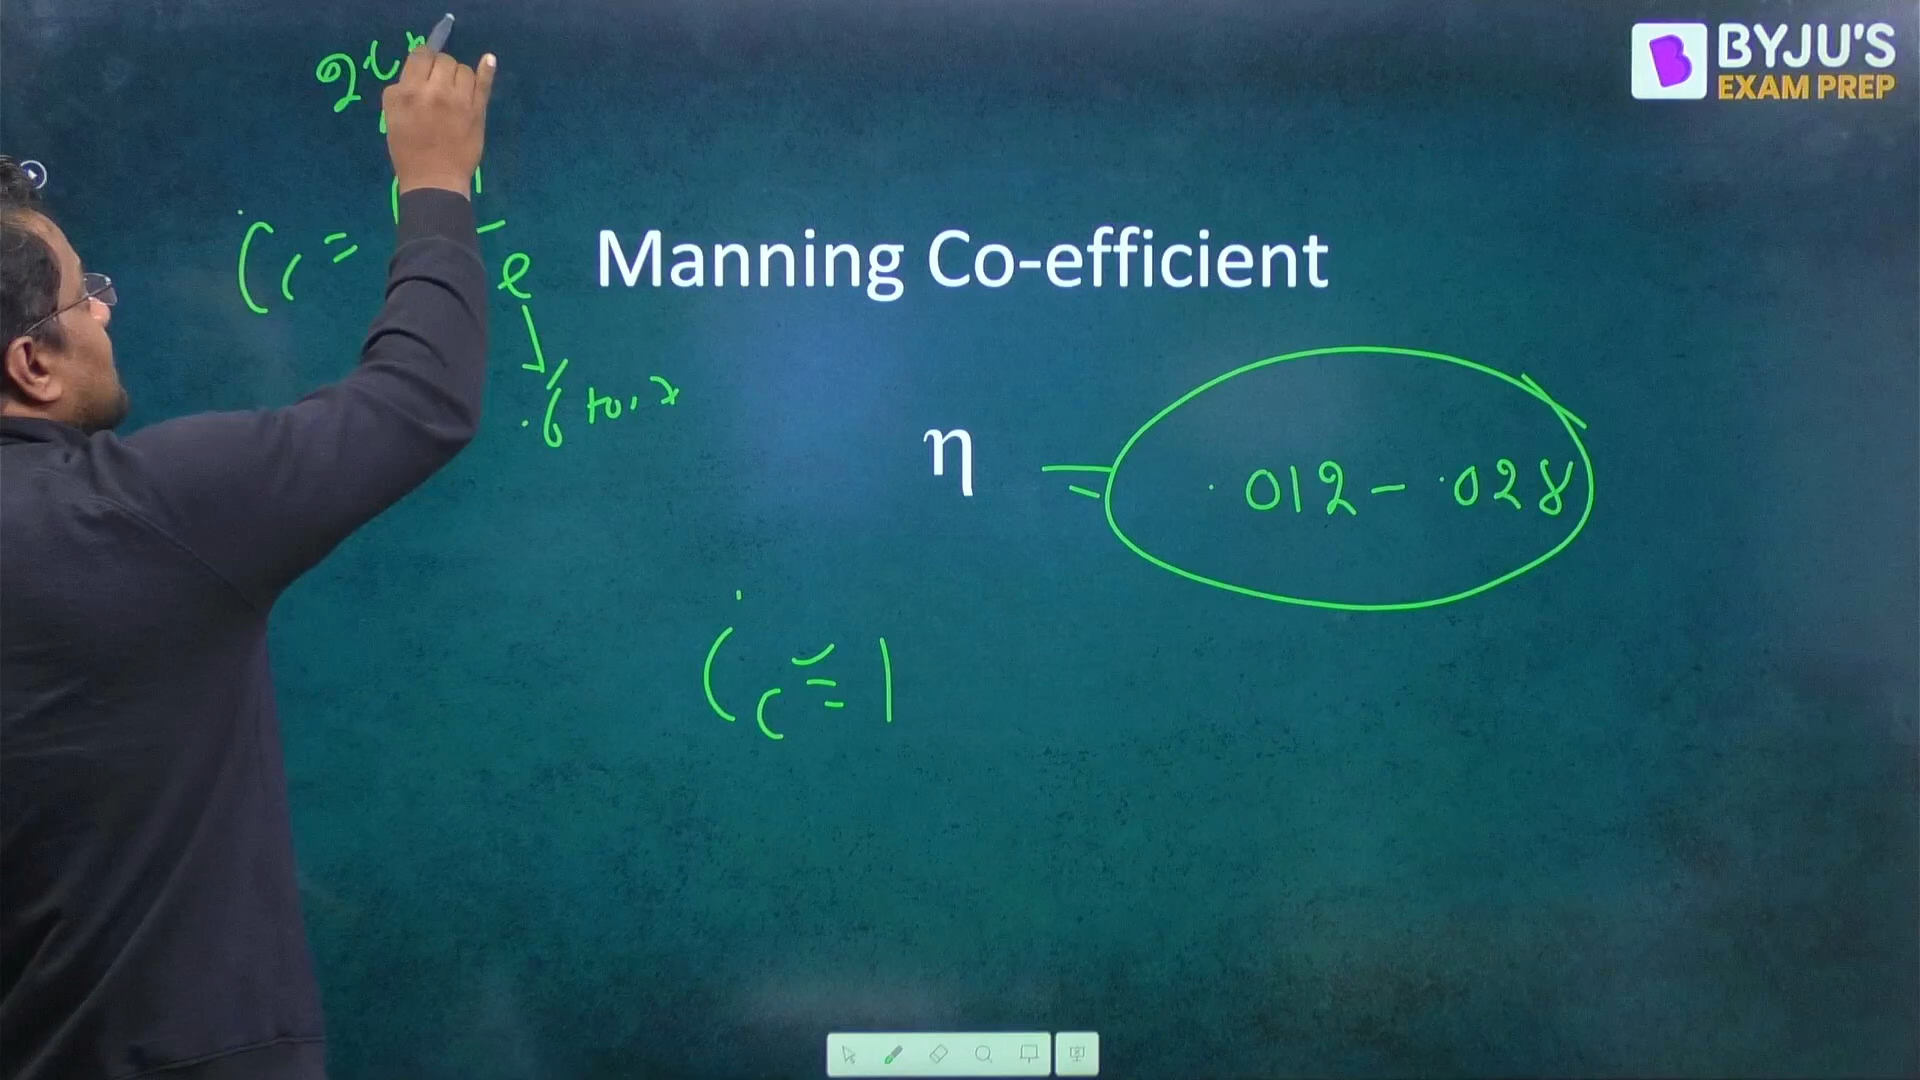 BYJU'S
EXAM PREP
Cc =
e
.6 to .7
Manning Co-efficient
η = .012 - .028
Cc = 1